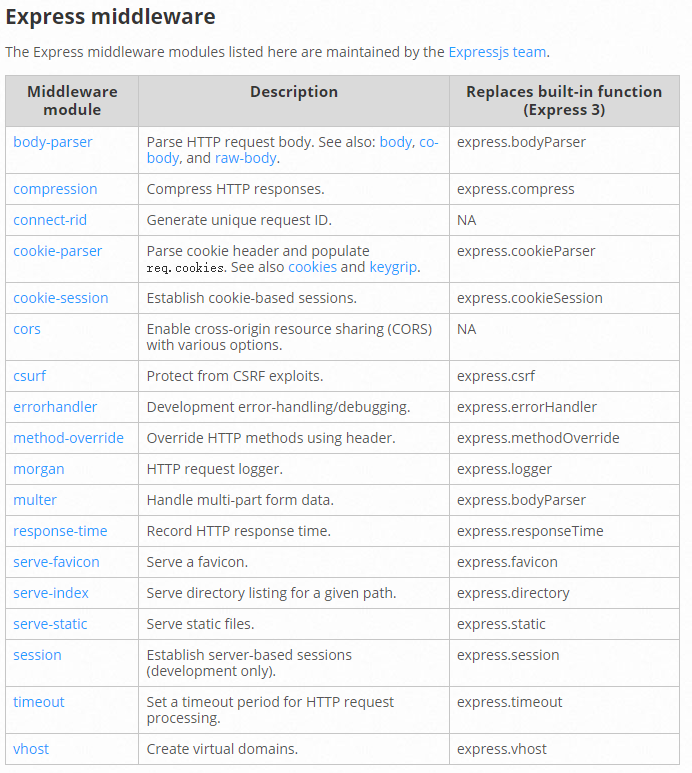 Express middleware
The Express middleware modules listed here are maintained by the Expressjs team.
Middleware module Description Replaces built-in function (Express 3)
body-parser Parse HTTP request body. See also: body, co-body, and raw-body. express.bodyParser
compression Compress HTTP responses. express.compress
connect-rid Generate unique request ID. NA
cookie-parser Parse cookie header and populate req.cookies. See also cookies and keygrip. express.cookieParser
cookie-session Establish cookie-based sessions. express.cookieSession
cors Enable cross-origin resource sharing (CORS) with various options. NA
csurf Protect from CSRF exploits. express.csrf
errorhandler Development error-handling/debugging. express.errorHandler
method-override Override HTTP methods using header. express.methodOverride
morgan HTTP request logger. express.logger
multer Handle multi-part form data. express.bodyParser
response-time Record HTTP response time. express.responseTime
serve-favicon Serve a favicon. express.favicon
serve-index Serve directory listing for a given path. express.directory
serve-static Serve static files. express.static
session Establish server-based sessions (development only). express.session
timeout Set a timeout period for HTTP request processing. express.timeout
vhost Create virtual domains. express.vhost